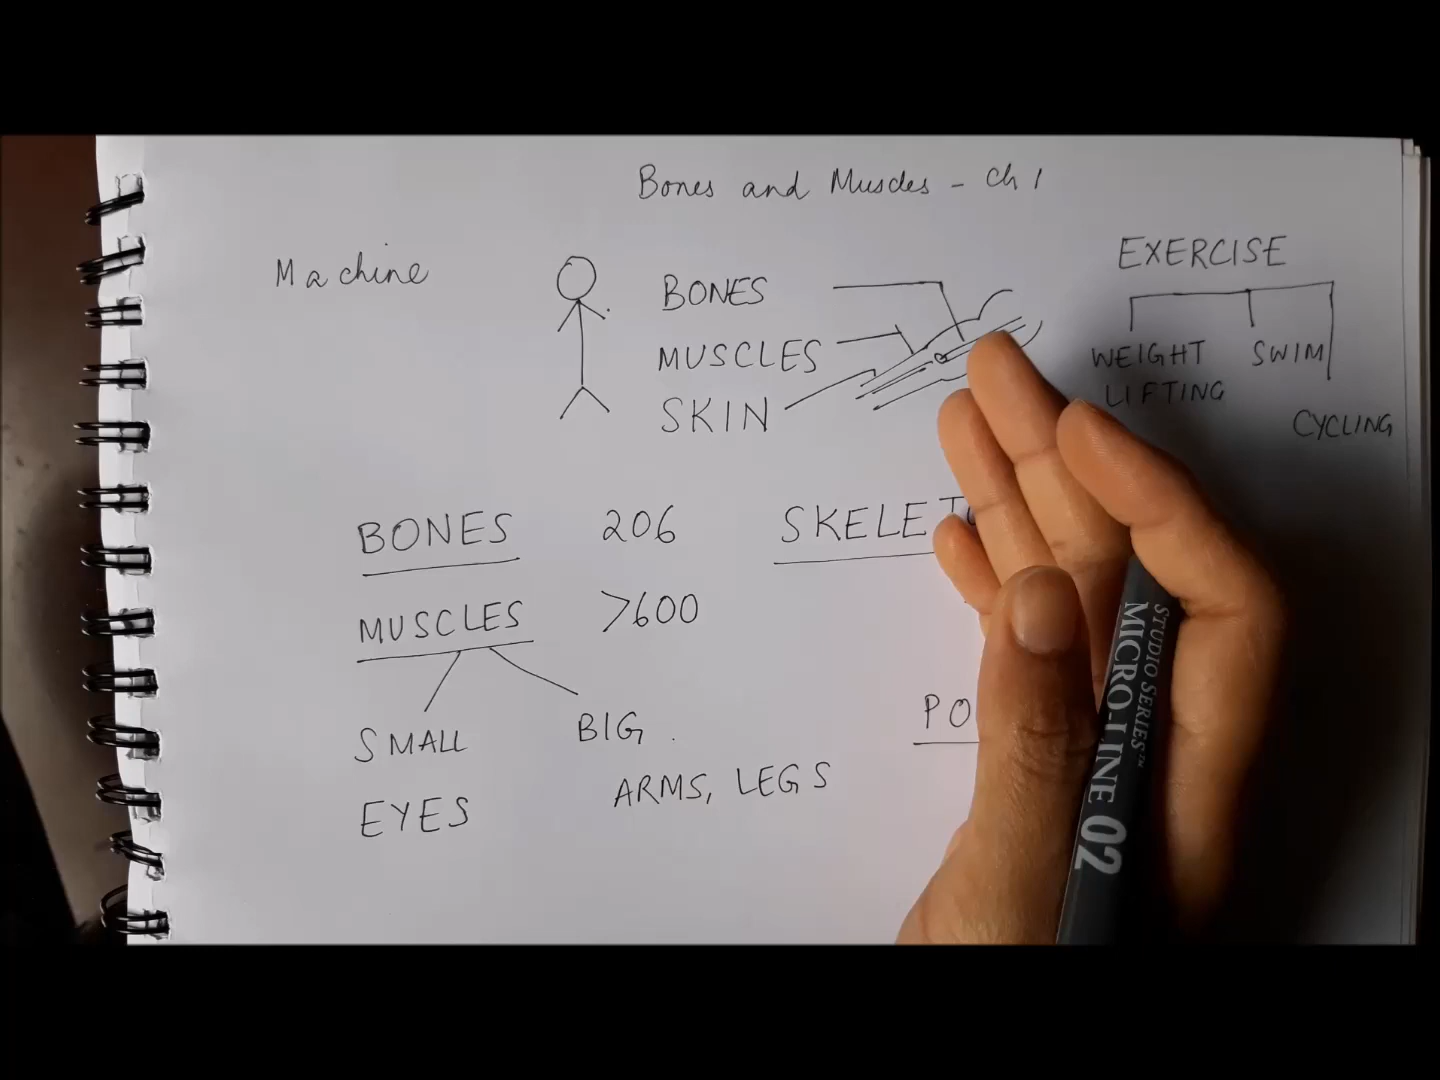 Bones and Muscles - Ch 1
Machine
BONES
MUSCLES
SKIN
EXERCISE
WEIGHT LIFTING
SWIM
CYCLING
BONES 206
MUSCLES >600
SMALL
EYES
BIG
ARMS, LEGS
STUDIO SERIES™
MICRO-LINE 02